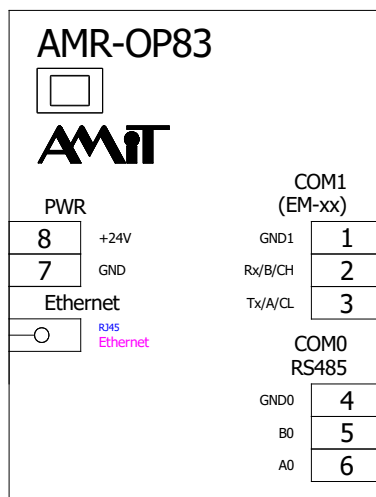 AMR-OP83
AMiT
PWR
8 +24V
7 GND
Ethernet
RJ45
Ethernet
COM1
(EM-xx)
GND1 1
Rx/B/CH 2
Tx/A/CL 3
COM0
RS485
GND0 4
B0 5
A0 6